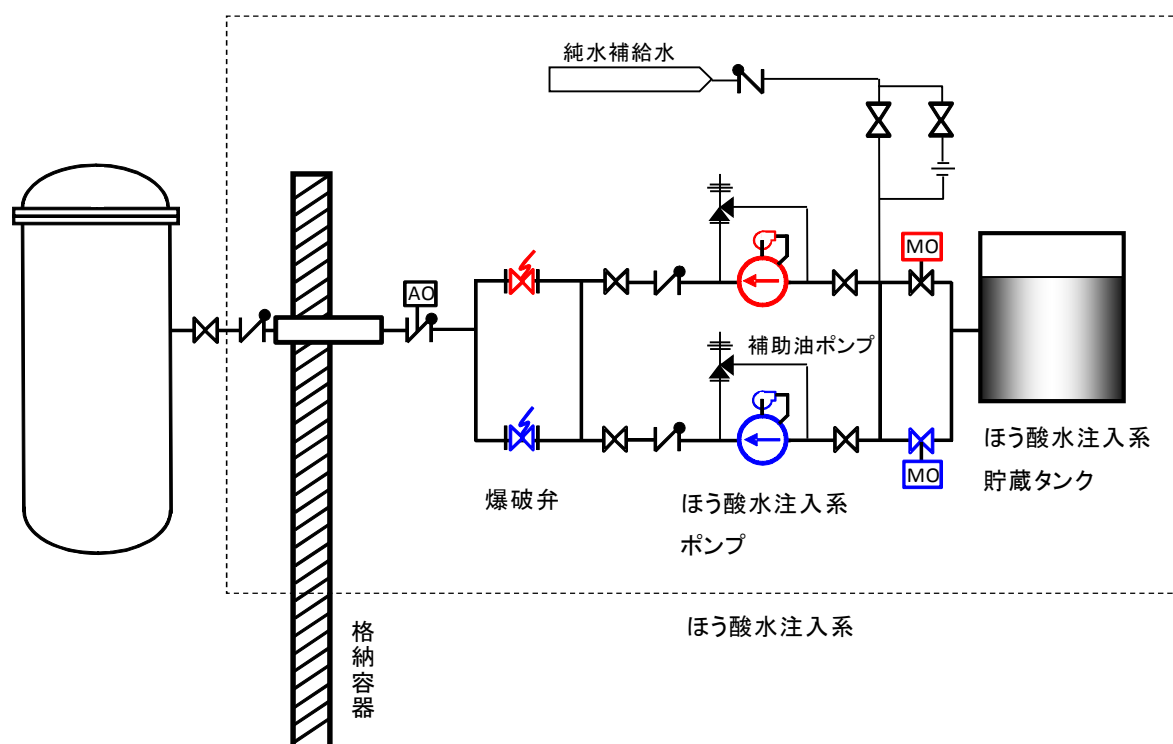 純水補給水
MO
AO
補助油ポンプ
MO
爆破弁
ほう酸水注入系
ポンプ
ほう酸水注入系
貯蔵タンク
ほう酸水注入系
格納容器